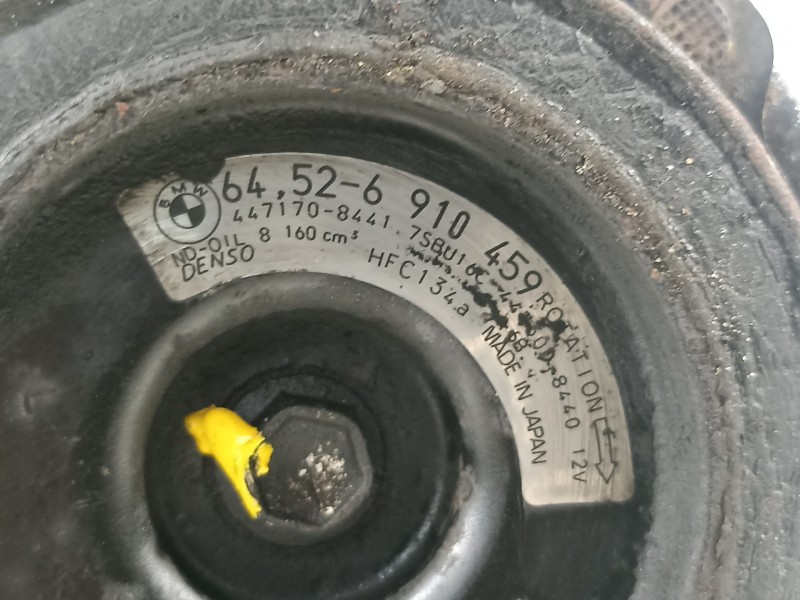 BMW 64,52-6 910 459
447170-8441 7SBU16C 8440 12V
ND-OIL 8 160 cm³
DENSO
HFC134a
ROTATION
MADE IN JAPAN